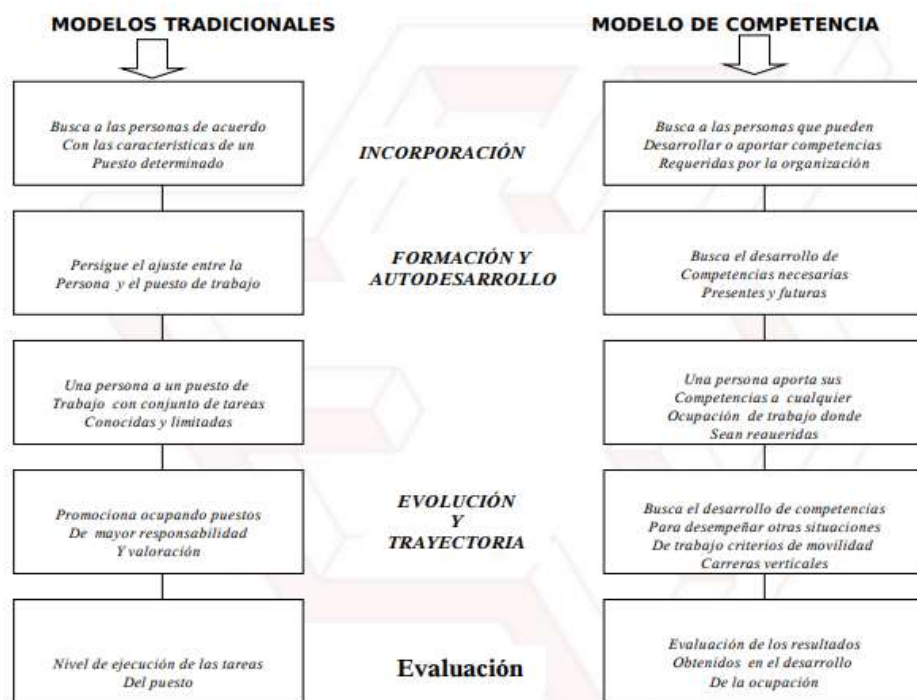 MODELOS TRADICIONALES
MODELO DE COMPETENCIA
Busca a las personas de acuerdo
Con las características de un
Puesto determinado
INCORPORACIÓN
Busca a las personas que pueden
Desarrollar o aportar competencias
Requeridas por la organización
Persigue el ajuste entre la
Persona y el puesto de trabajo
FORMACIÓN Y
AUTODESARROLLO
Busca el desarrollo de
Competencias necesarias
Presentes y futuras
Una persona a un puesto de
Trabajo con conjunto de tareas
Conocidas y limitadas
Una persona aporta sus
Competencias a cualquier
Ocupación de trabajo donde
Sean requeridas
Promociona ocupando puestos
De mayor responsabilidad
Y valoración
EVOLUCIÓN
Y
TRAYECTORIA
Busca el desarrollo de competencias
Para desempeñar otras situaciones
De trabajo criterios de movilidad
Carreras verticales
Nivel de ejecución de las tareas
Del puesto
Evaluación
Evaluación de los resultados
Obtenidos en el desarrollo
De la ocupación